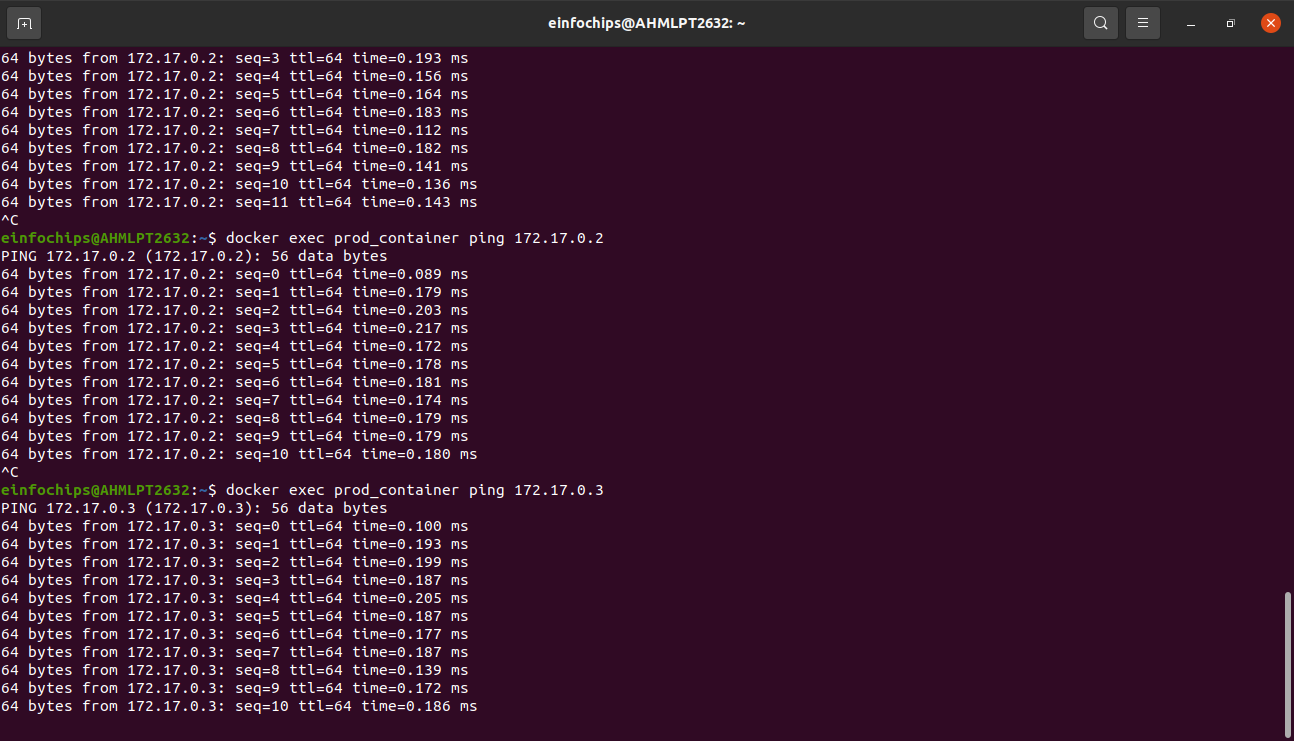 einfochips@AHMLPT2632: ~
64 bytes from 172.17.0.2: seq=3 ttl=64 time=0.193 ms
64 bytes from 172.17.0.2: seq=4 ttl=64 time=0.156 ms
64 bytes from 172.17.0.2: seq=5 ttl=64 time=0.164 ms
64 bytes from 172.17.0.2: seq=6 ttl=64 time=0.183 ms
64 bytes from 172.17.0.2: seq=7 ttl=64 time=0.112 ms
64 bytes from 172.17.0.2: seq=8 ttl=64 time=0.182 ms
64 bytes from 172.17.0.2: seq=9 ttl=64 time=0.141 ms
64 bytes from 172.17.0.2: seq=10 ttl=64 time=0.136 ms
64 bytes from 172.17.0.2: seq=11 ttl=64 time=0.143 ms
^C
einfochips@AHMLPT2632:~$ docker exec prod_container ping 172.17.0.2
PING 172.17.0.2 (172.17.0.2): 56 data bytes
64 bytes from 172.17.0.2: seq=0 ttl=64 time=0.089 ms
64 bytes from 172.17.0.2: seq=1 ttl=64 time=0.179 ms
64 bytes from 172.17.0.2: seq=2 ttl=64 time=0.203 ms
64 bytes from 172.17.0.2: seq=3 ttl=64 time=0.217 ms
64 bytes from 172.17.0.2: seq=4 ttl=64 time=0.172 ms
64 bytes from 172.17.0.2: seq=5 ttl=64 time=0.178 ms
64 bytes from 172.17.0.2: seq=6 ttl=64 time=0.181 ms
64 bytes from 172.17.0.2: seq=7 ttl=64 time=0.174 ms
64 bytes from 172.17.0.2: seq=8 ttl=64 time=0.179 ms
64 bytes from 172.17.0.2: seq=9 ttl=64 time=0.179 ms
64 bytes from 172.17.0.2: seq=10 ttl=64 time=0.180 ms
^C
einfochips@AHMLPT2632:~$ docker exec prod_container ping 172.17.0.3
PING 172.17.0.3 (172.17.0.3): 56 data bytes
64 bytes from 172.17.0.3: seq=0 ttl=64 time=0.100 ms
64 bytes from 172.17.0.3: seq=1 ttl=64 time=0.193 ms
64 bytes from 172.17.0.3: seq=2 ttl=64 time=0.199 ms
64 bytes from 172.17.0.3: seq=3 ttl=64 time=0.187 ms
64 bytes from 172.17.0.3: seq=4 ttl=64 time=0.205 ms
64 bytes from 172.17.0.3: seq=5 ttl=64 time=0.187 ms
64 bytes from 172.17.0.3: seq=6 ttl=64 time=0.177 ms
64 bytes from 172.17.0.3: seq=7 ttl=64 time=0.187 ms
64 bytes from 172.17.0.3: seq=8 ttl=64 time=0.139 ms
64 bytes from 172.17.0.3: seq=9 ttl=64 time=0.172 ms
64 bytes from 172.17.0.3: seq=10 ttl=64 time=0.186 ms